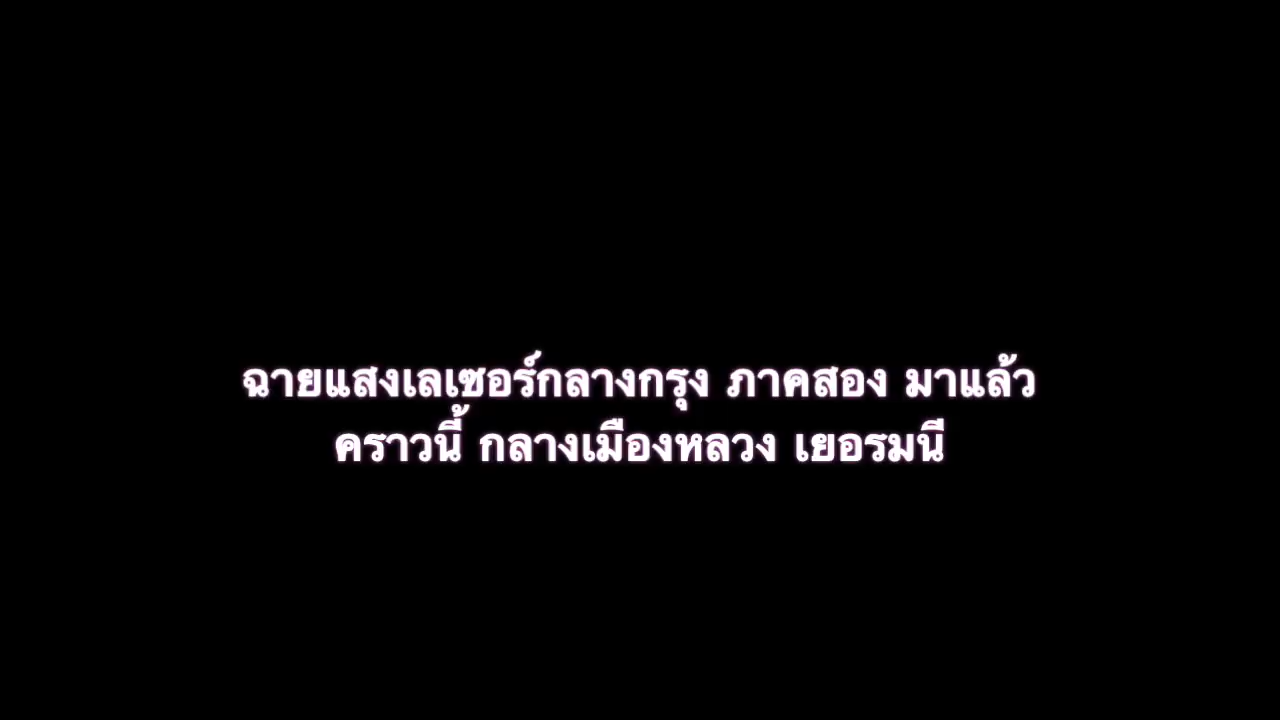 ฉายแสงเลเซอร์กลางกรุง ภาคสอง มาแล้ว
คราวนี้ กลางเมืองหลวง เยอรมนี